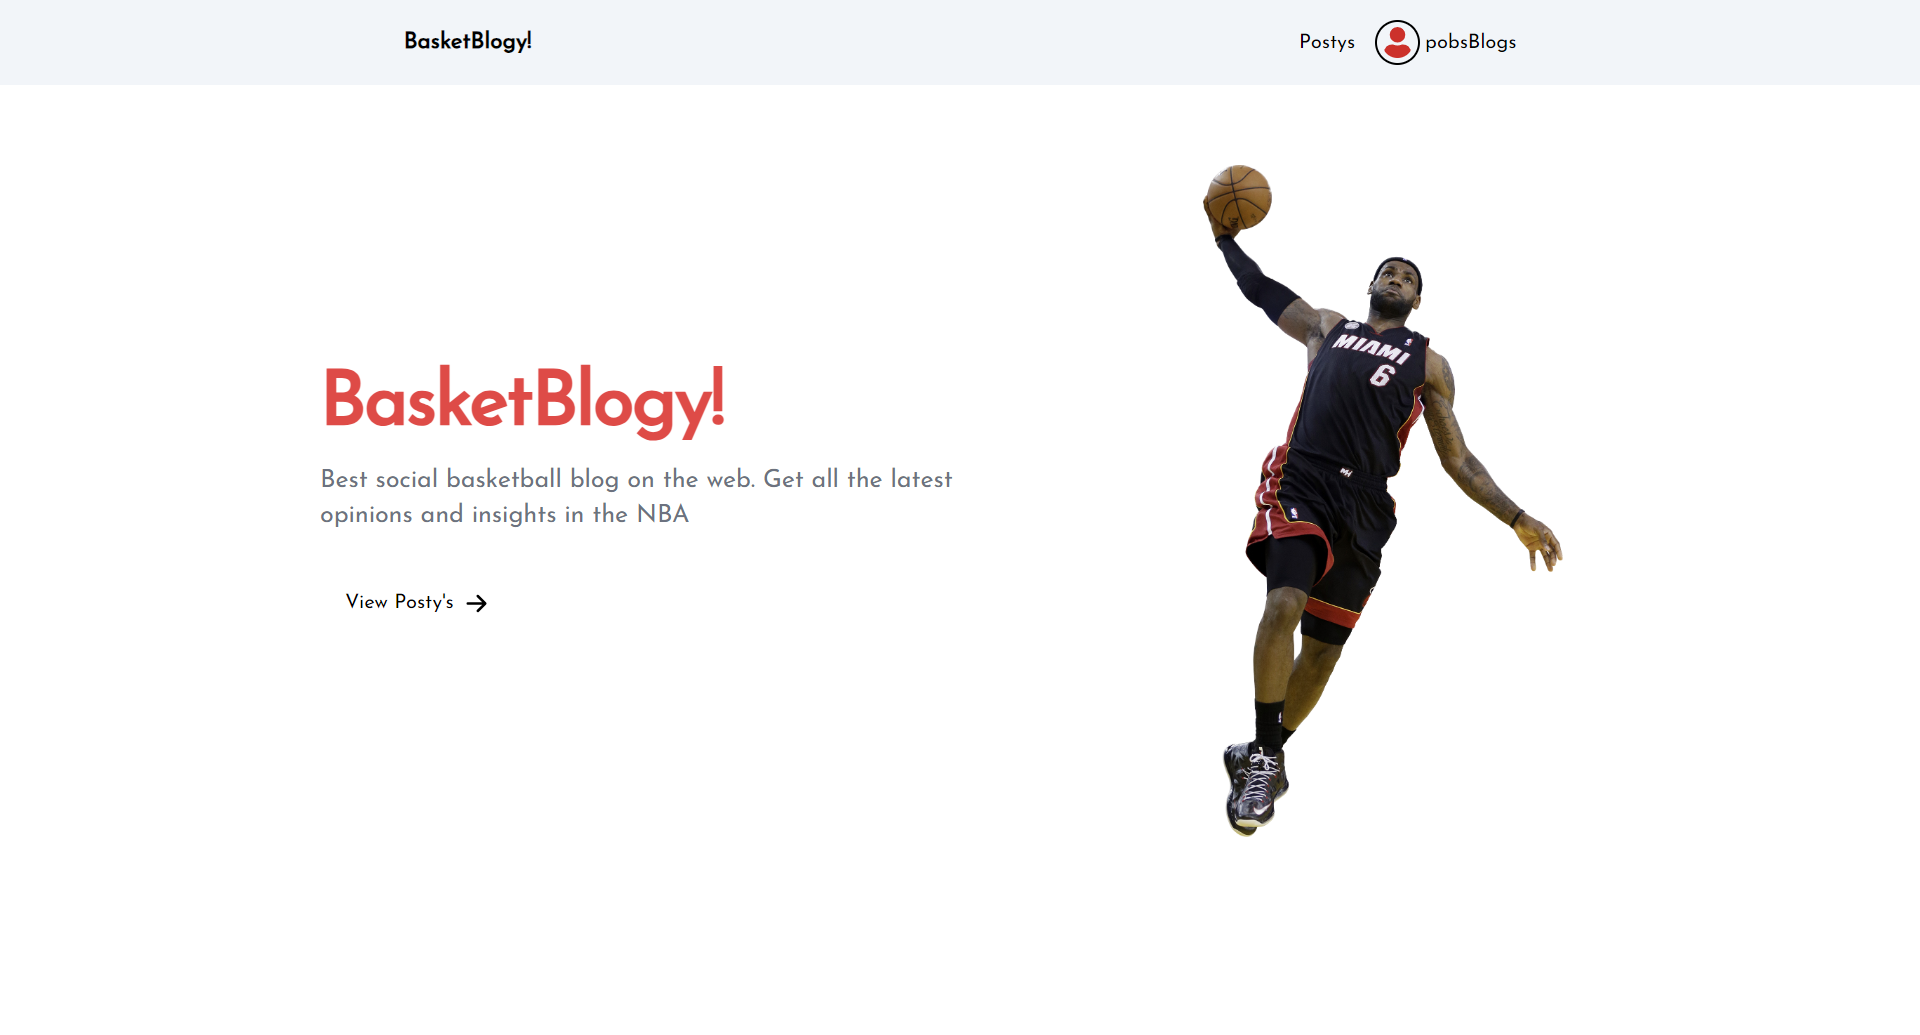 BasketBlogy!
Postys
pobsBlogs
BasketBlogy!
Best social basketball blog on the web. Get all the latest
opinions and insights in the NBA
View Posty's
MIAMI
6